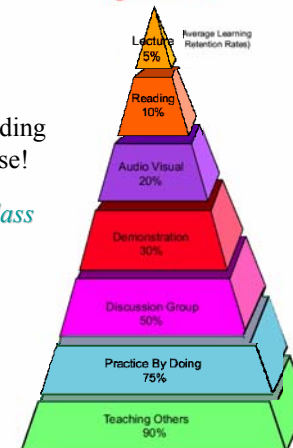 Lecture
5%
Average Learning
Retention Rates)
Reading
10%
ding
se!
Audio Visual
20%
lass
Demonstration
30%
Discussion Group
50%
Practice By Doing
75%
Teaching Others
90%